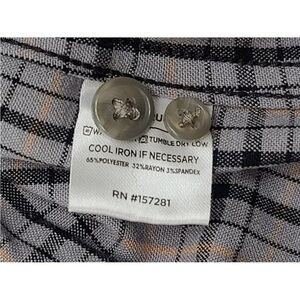 TUMBLE DRY LOW
COOL IRON IF NECESSARY
65%POLYESTER 32%RAYON 3%SPANDEX
RN #157281